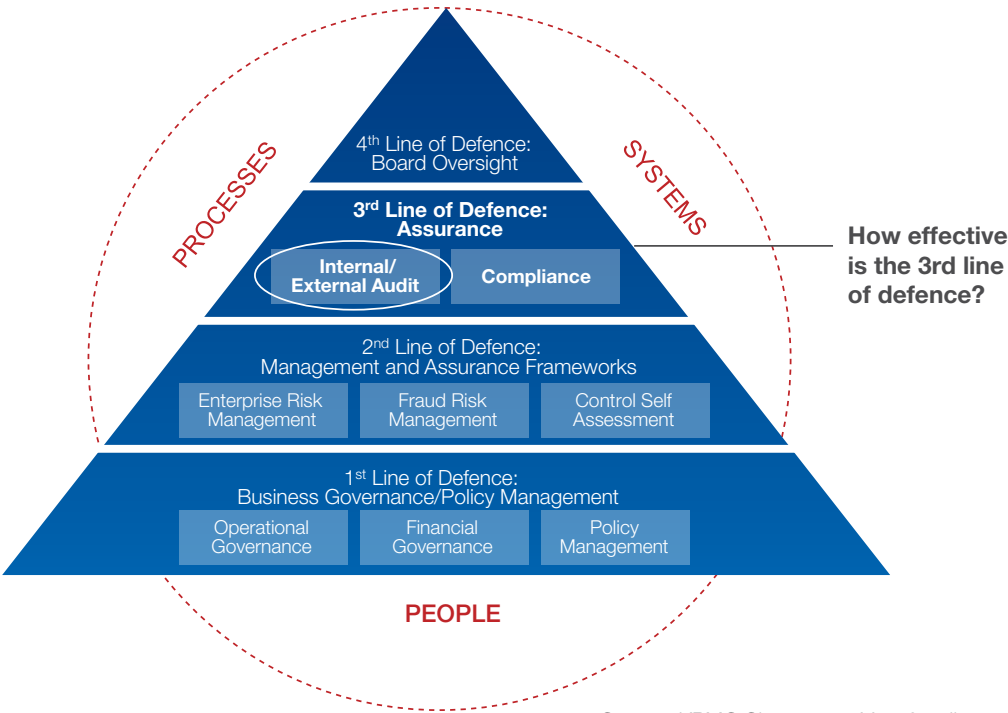 4th Line of Defence:
Board Oversight
PROCESSES
SYSTEMS
3rd Line of Defence:
Assurance
Internal/
External Audit
Compliance
How effective
is the 3rd line
of defence?
2nd Line of Defence:
Management and Assurance Frameworks
Enterprise Risk
Management
Fraud Risk
Management
Control Self
Assessment
1st Line of Defence:
Business Governance/Policy Management
Operational
Governance
Financial
Governance
Policy
Management
PEOPLE